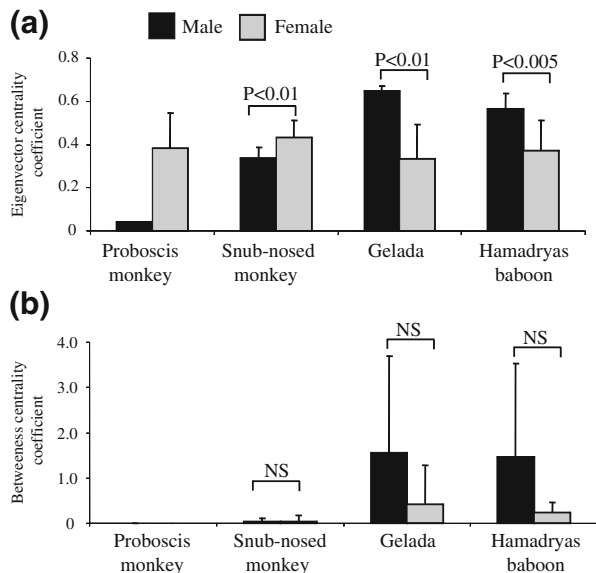 (a)
Male Female
Eigenvector centrality
coefficient
0.8
0.6
0.4
0.2
0
P<0.01
P<0.01
P<0.005
Proboscis
monkey
Snub-nosed
monkey
Gelada
Hamadryas
baboon
(b)
Betweeness centrality
coefficient
4.0
3.0
2.0
1.0
0
NS
NS
NS
Proboscis
monkey
Snub-nosed
monkey
Gelada
Hamadryas
baboon